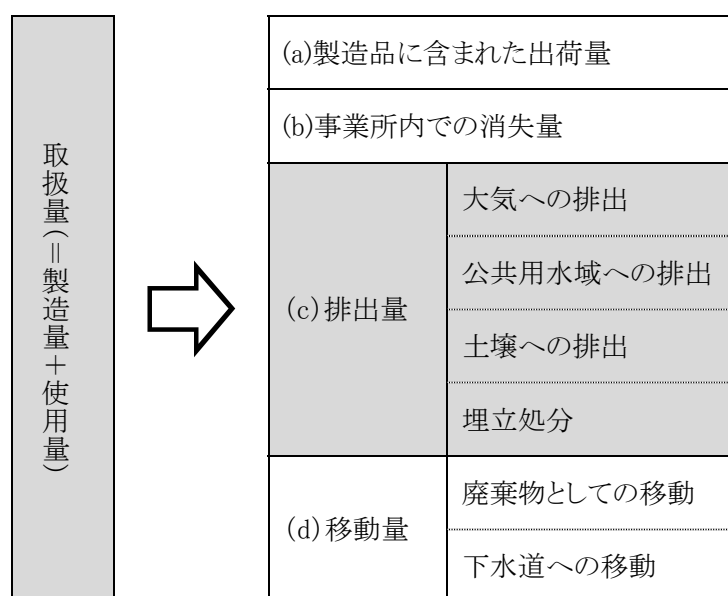 取扱量(=製造量+使用量)
(a)製造品に含まれた出荷量
(b)事業所内での消失量
(c)排出量
大気への排出
公共用水域への排出
土壌への排出
埋立処分
(d)移動量
廃棄物としての移動
下水道への移動